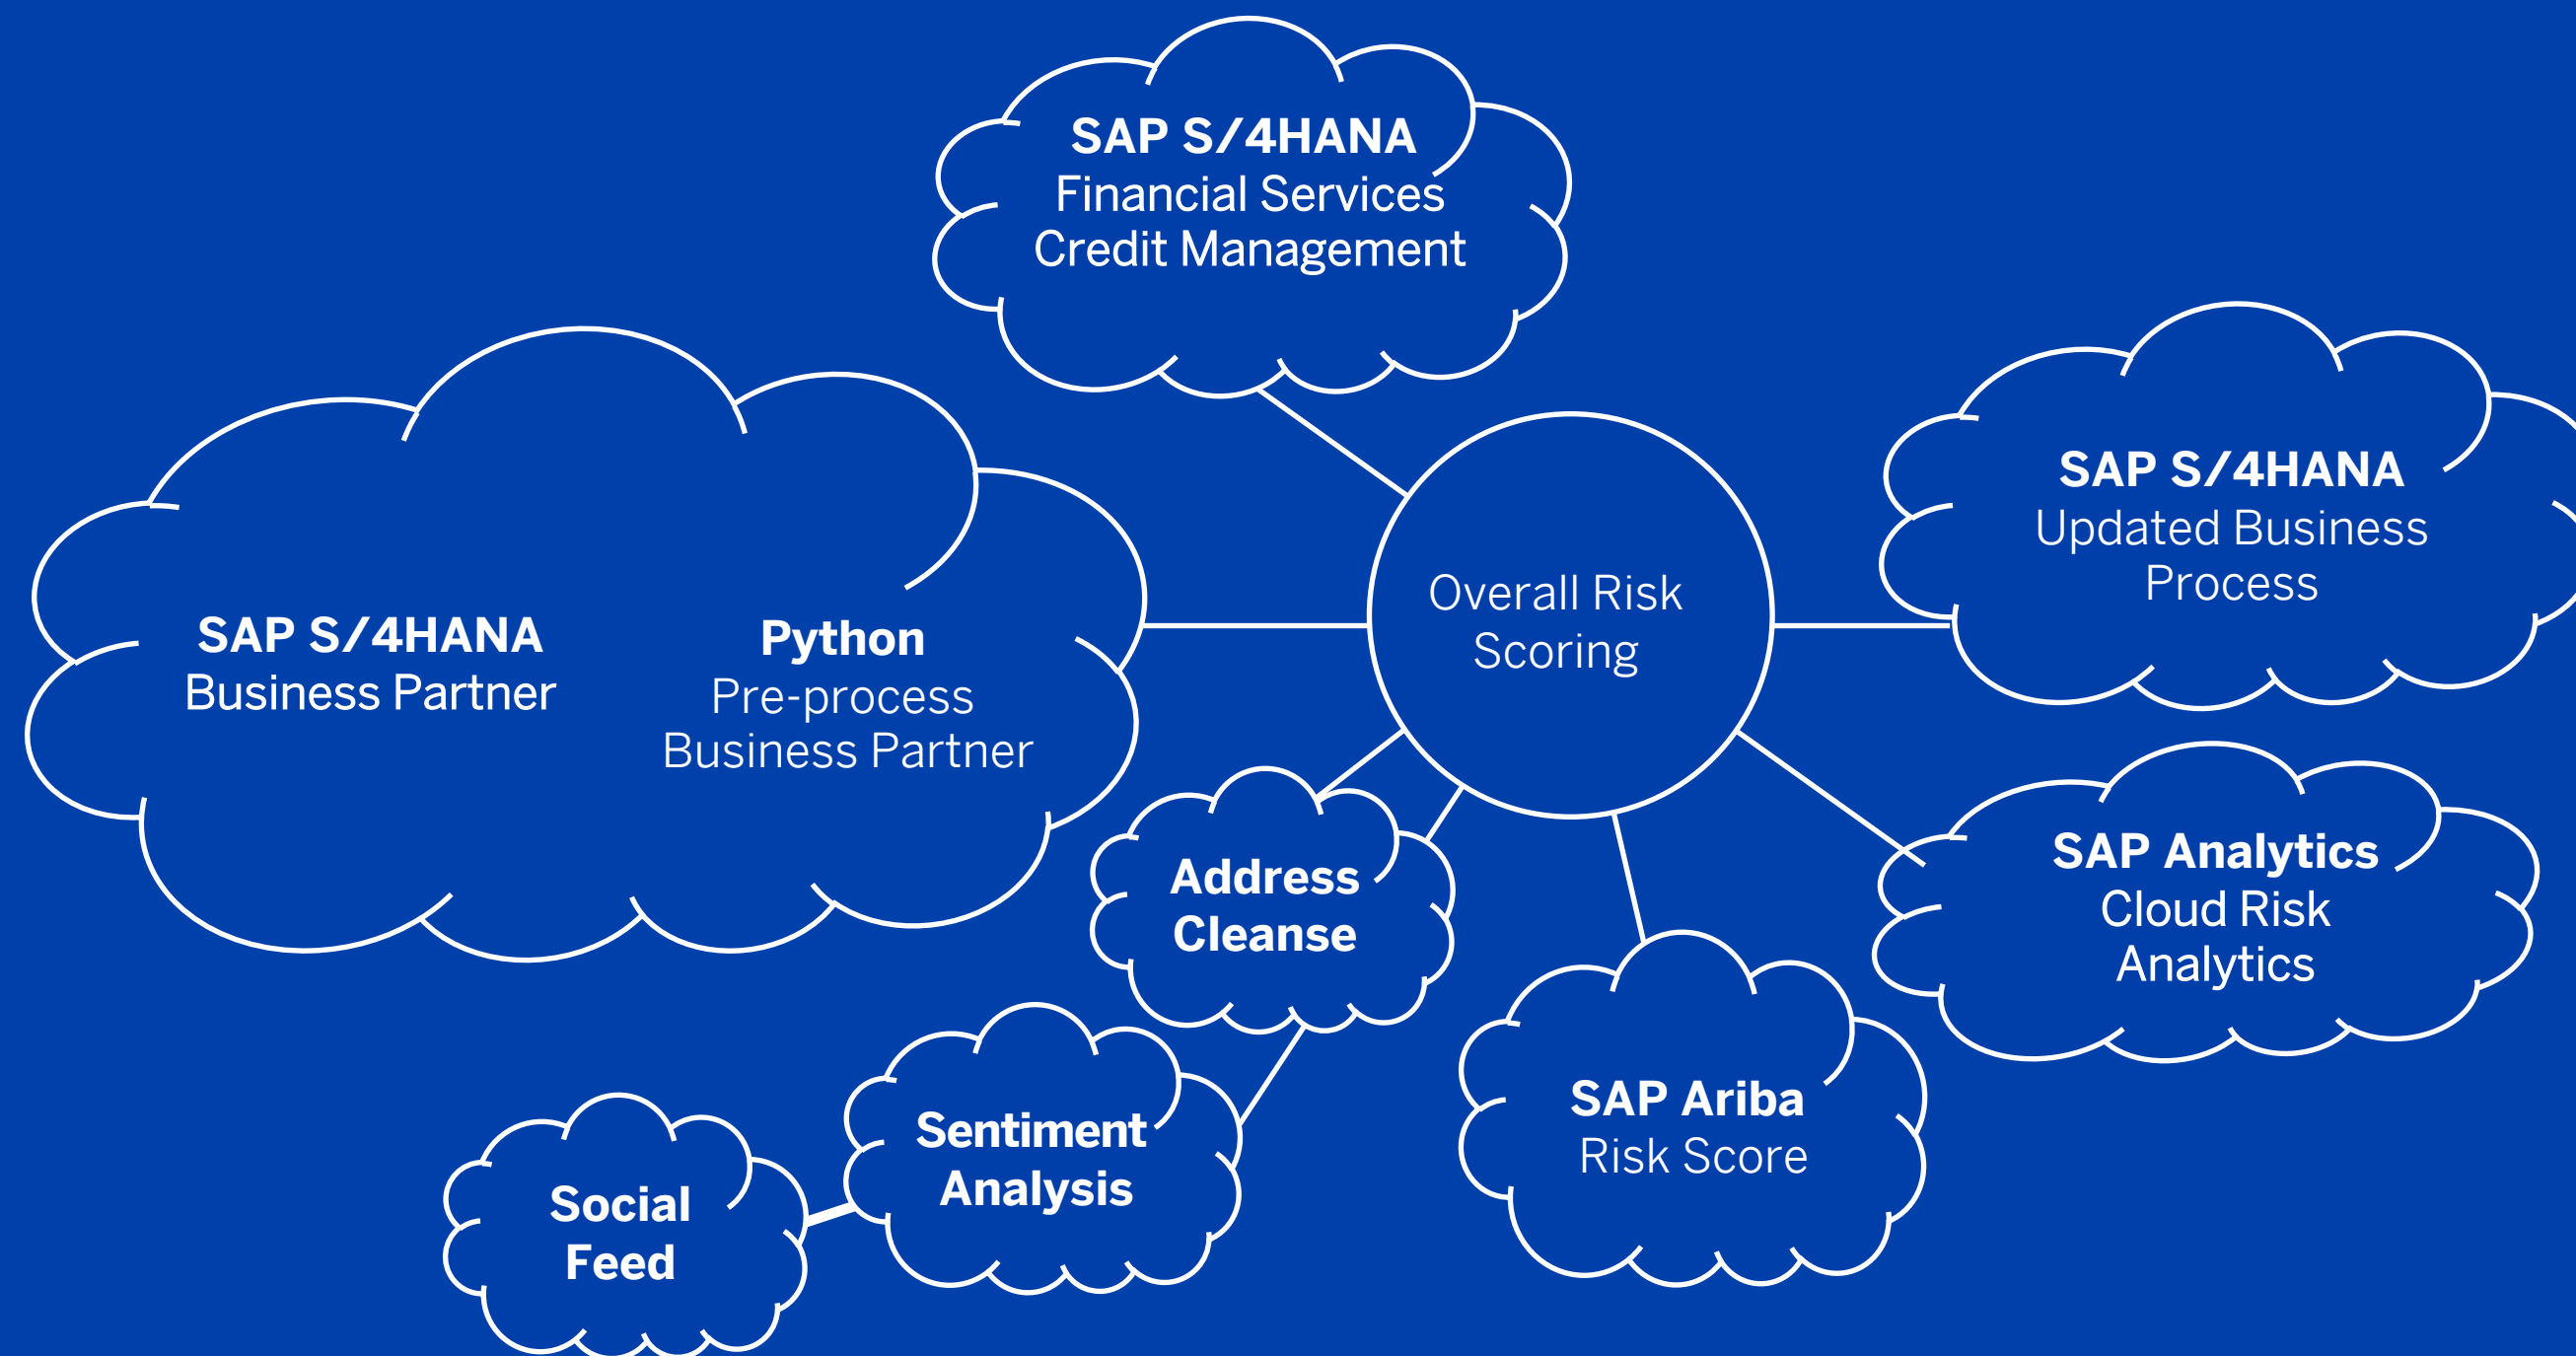 SAP S/4HANA
Financial Services
Credit Management
SAP S/4HANA
Updated Business
Process
SAP S/4HANA
Business Partner
Python
Pre-process
Business Partner
Overall Risk
Scoring
Address
Cleanse
SAP Analytics
Cloud Risk
Analytics
Sentiment
Analysis
SAP Ariba
Risk Score
Social
Feed